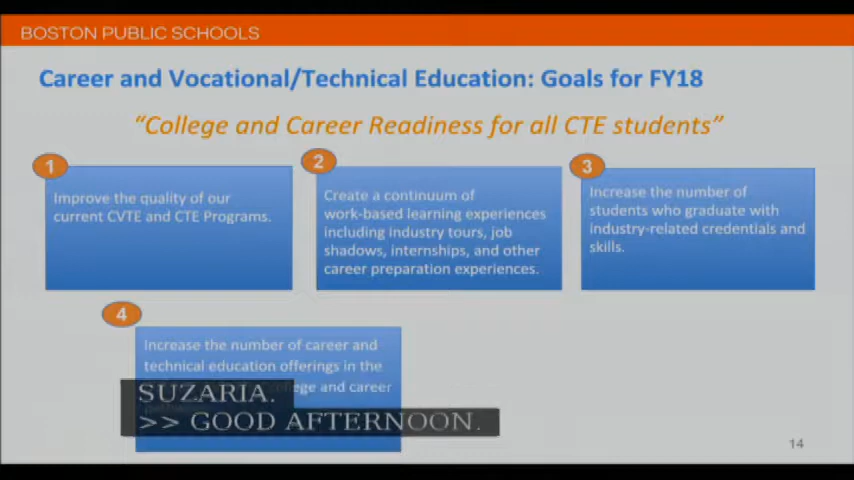 BOSTON PUBLIC SCHOOLS
Career and Vocational/Technical Education: Goals for FY18
“College and Career Readiness for all CTE students”
1
Improve the quality of our
current CVTE and CTE Programs.
2
Create a continuum of
work-based learning experiences
including industry tours, job
shadows, internships, and other
career preparation experiences.
3
Increase the number of
students who graduate with
industry-related credentials and
skills.
4
Increase the number of career and
technical education offerings in the
and career
SUZARIA.
>> GOOD AFTERNOON.
14